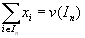 ∑_{i∈I_n} x_i = v(I_n)